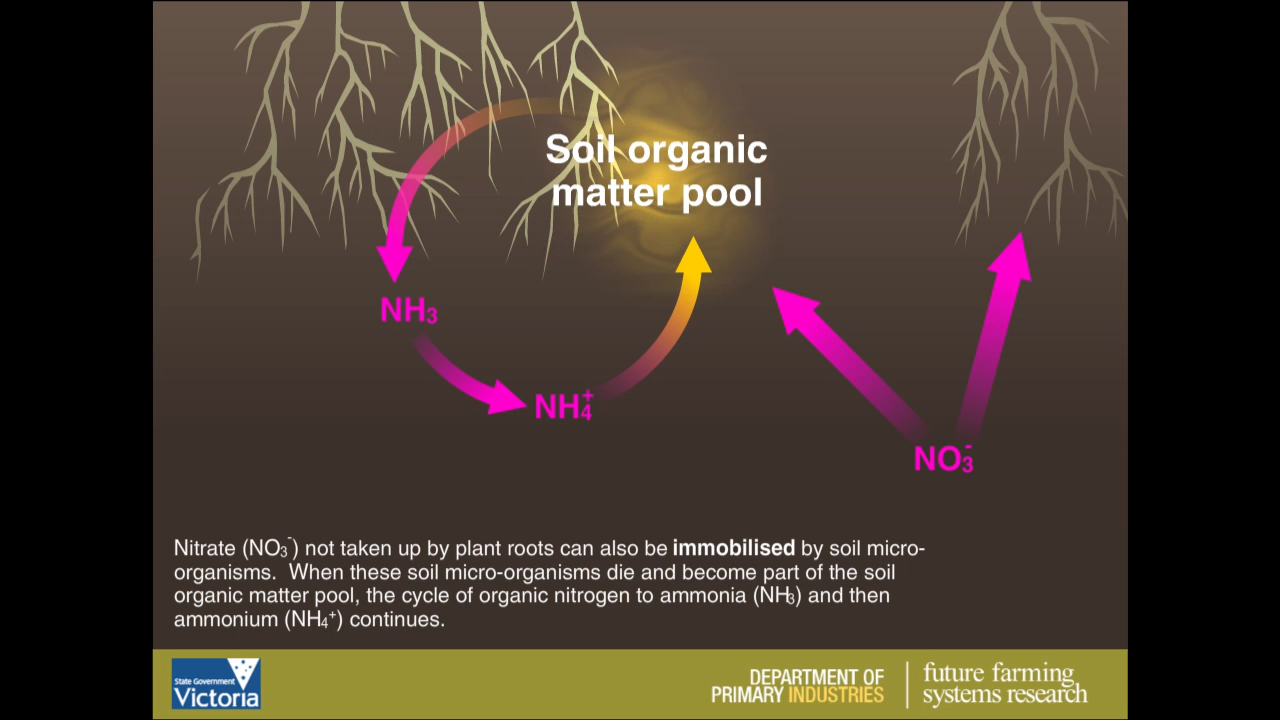 Soil organic
matter pool
NH₃
NH₄⁺
NO₃⁻
Nitrate (NO₃⁻) not taken up by plant roots can also be immobilised by soil micro-
organisms.  When these soil micro-organisms die and become part of the soil
organic matter pool, the cycle of organic nitrogen to ammonia (NH₃) and then
ammonium (NH₄⁺) continues.
State Government
Victoria
DEPARTMENT OF
PRIMARY INDUSTRIES
future farming
systems research